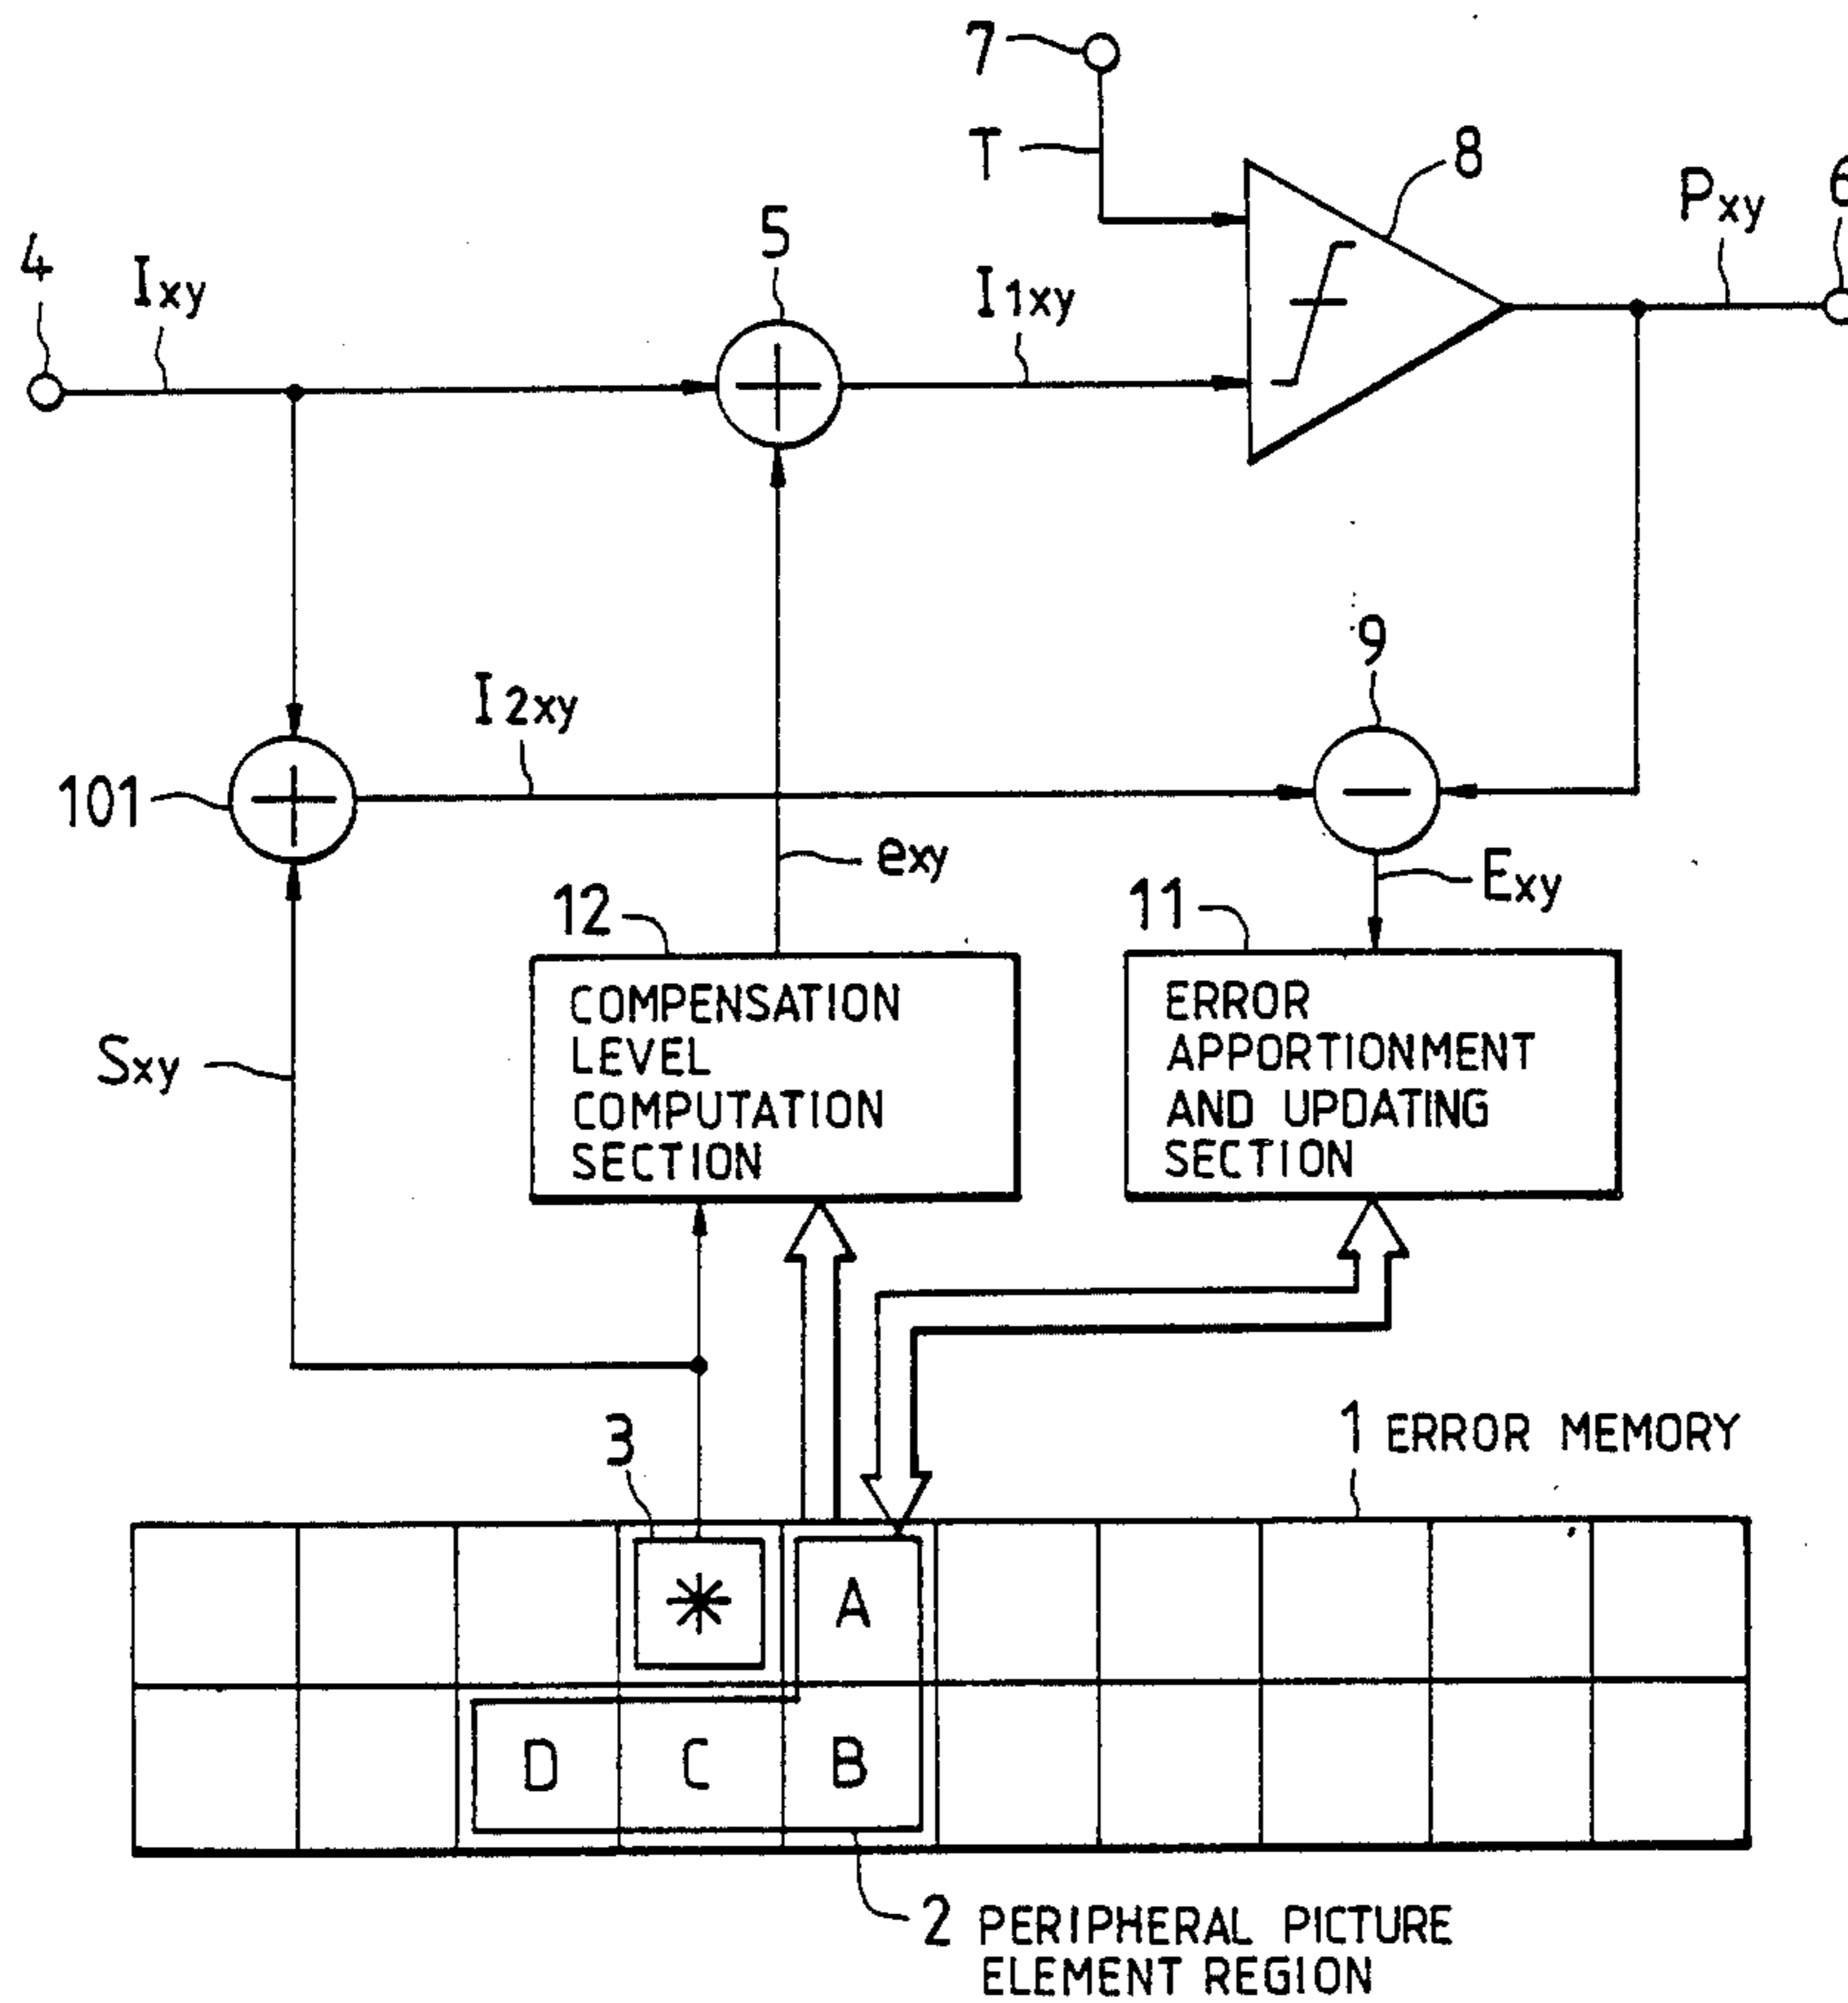 7
T
8
Pxy
6
5
4
Ixy
I1xy
9
I2xy
101
exy
Exy
12
11
COMPENSATION
LEVEL
COMPUTATION
SECTION
ERROR
APPORTIONMENT
AND UPDATING
SECTION
Sxy
3
1 ERROR MEMORY
* A
D C B
2 PERIPHERAL PICTURE
ELEMENT REGION